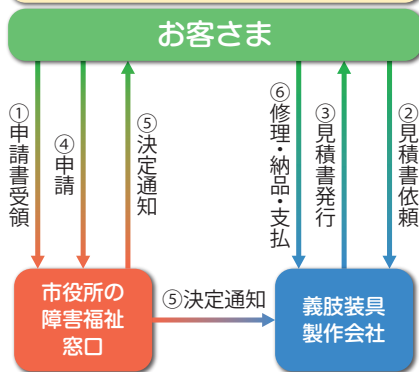 お客さま
①申請書受領
④申請
⑤決定通知
⑥修理・納品・支払
③見積書発行
②見積書依頼
市役所の
障害福祉
窓口
⑤決定通知
義肢装具
製作会社